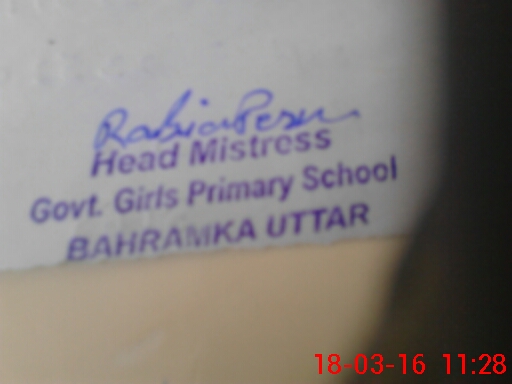 Head Mistress
Govt. Girls Primary School
BAHRAMKA UTTAR
18-03-16 11:28